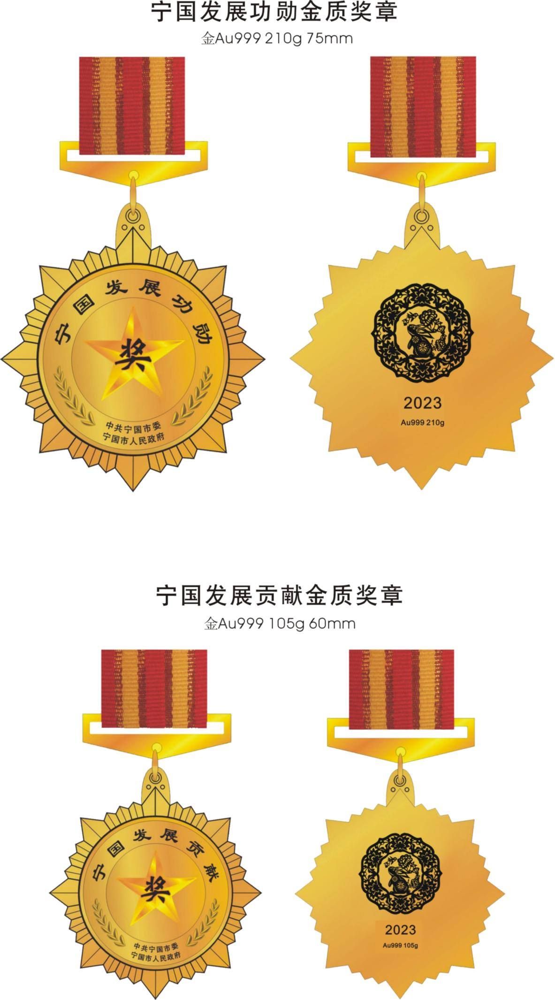 宁国发展功勋金质奖章
金Au999 210g 75mm
宁国发展功勋
奖
中共宁国市委
宁国市人民政府
2023
Au999 210g
宁国发展贡献金质奖章
金Au999 105g 60mm
宁国发展贡献
奖
中共宁国市委
宁国市人民政府
2023
Au999 105g